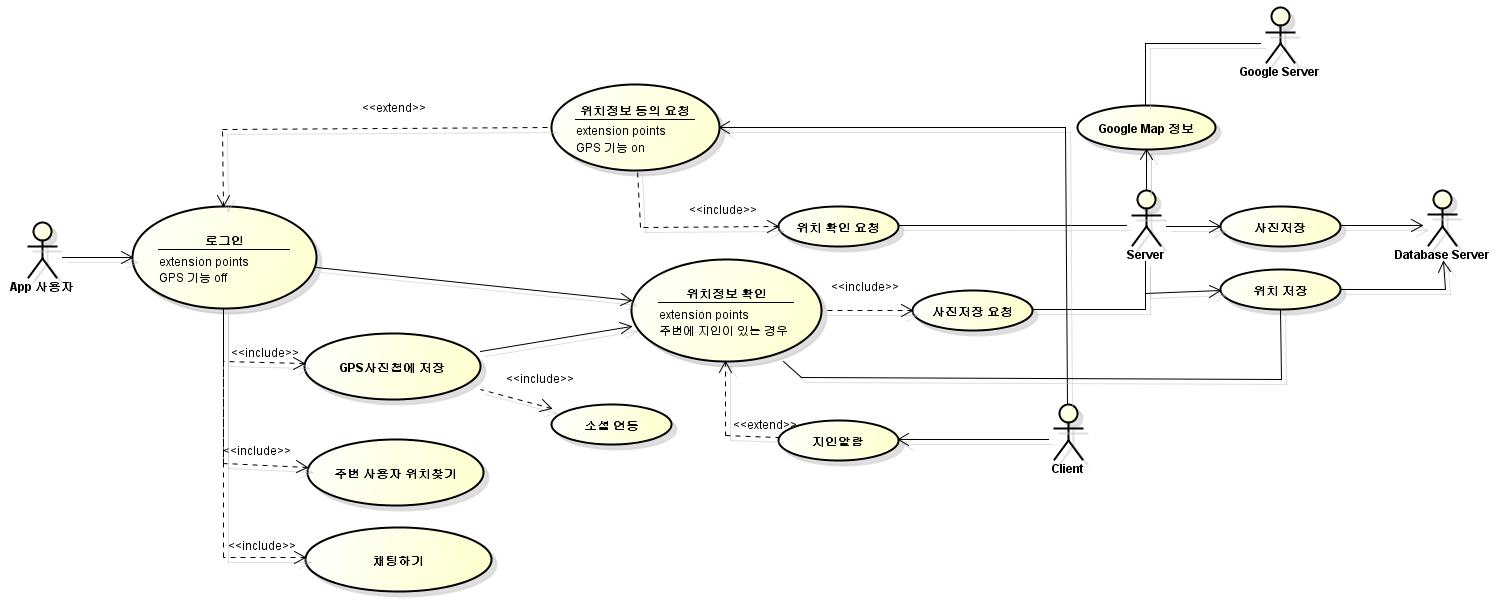 Google Server
<<extend>>
위치정보 동의 요청
extension points
GPS 기능 on
Google Map 정보
<<include>>
위치 확인 요청
Server
사진저장
Database Server
App 사용자
로그인
extension points
GPS 기능 off
위치정보 확인
extension points
주변에 지인이 있는 경우
<<include>>
사진저장 요청
위치 저장
<<include>>
GPS사진첩에 저장
<<include>>
소셜 연동
<<extend>>
지인알람
Client
<<include>>
주변 사용자 위치찾기
<<include>>
채팅하기